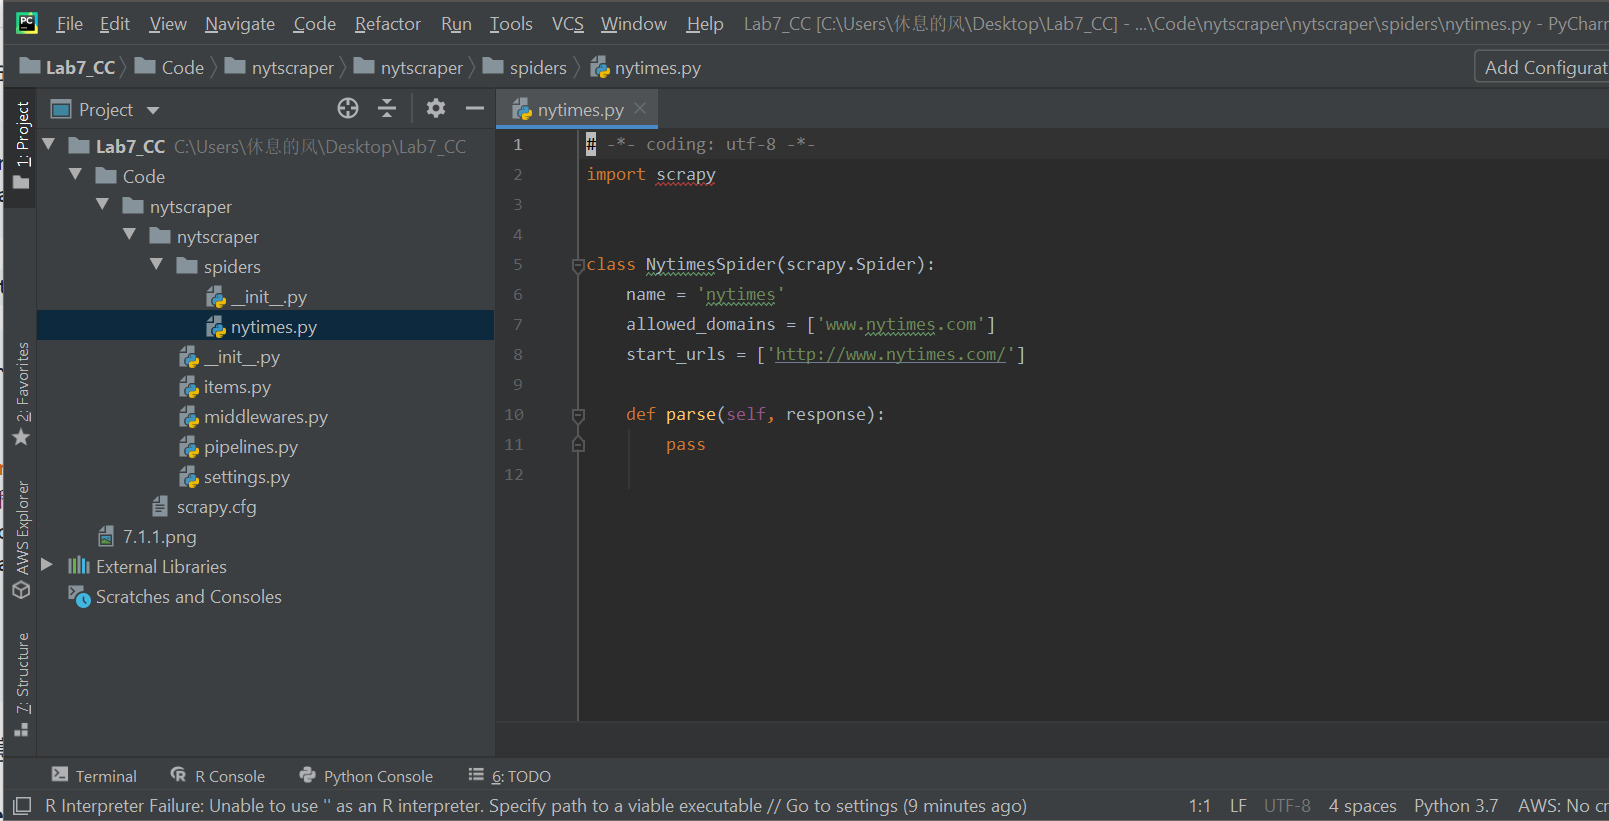 File Edit View Navigate Code Refactor Run Tools VCS Window Help Lab7_CC [C:\Users\休息的风\Desktop\Lab7_CC] - ...\Code\nytscraper\nytscraper\spiders\nytimes.py - PyCharm
Lab7_CC Code nytscraper nytscraper spiders nytimes.py Add Configurat
1: Project
Project
nytimes.py
Lab7_CC C:\Users\休息的风\Desktop\Lab7_CC
Code
nytscraper
nytscraper
spiders
__init__.py
nytimes.py
__init__.py
items.py
middlewares.py
pipelines.py
settings.py
scrapy.cfg
7.1.1.png
External Libraries
Scratches and Consoles
2: Favorites
AWS Explorer
7: Structure
1 # -*- coding: utf-8 -*-
2 import scrapy
3
4
5 class NytimesSpider(scrapy.Spider):
6 name = 'nytimes'
7 allowed_domains = ['www.nytimes.com']
8 start_urls = ['http://www.nytimes.com/']
9
10 def parse(self, response):
11 pass
12
Terminal R Console Python Console 6: TODO
R Interpreter Failure: Unable to use '' as an R interpreter. Specify path to a viable executable // Go to settings (9 minutes ago) 1:1 LF UTF-8 4 spaces Python 3.7 AWS: No cr